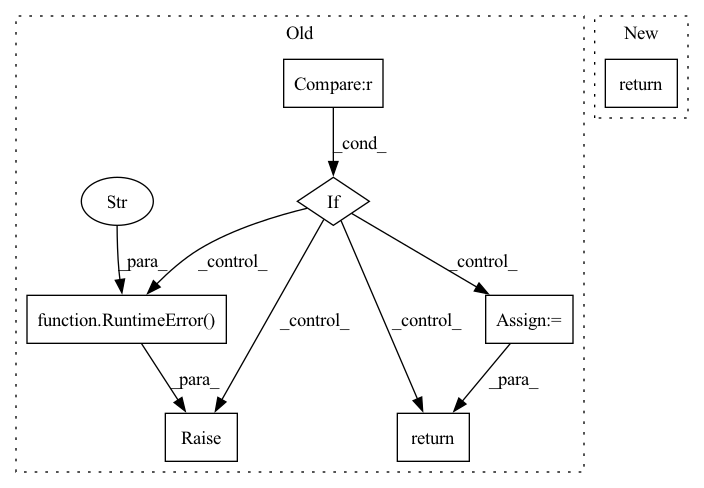 Old
New
Compare:r
return
_cond_
Str
If
_para_
_control_
_control_
function.RuntimeError()
Assign:=
_control_
_control_
_para_
_para_
Raise
return